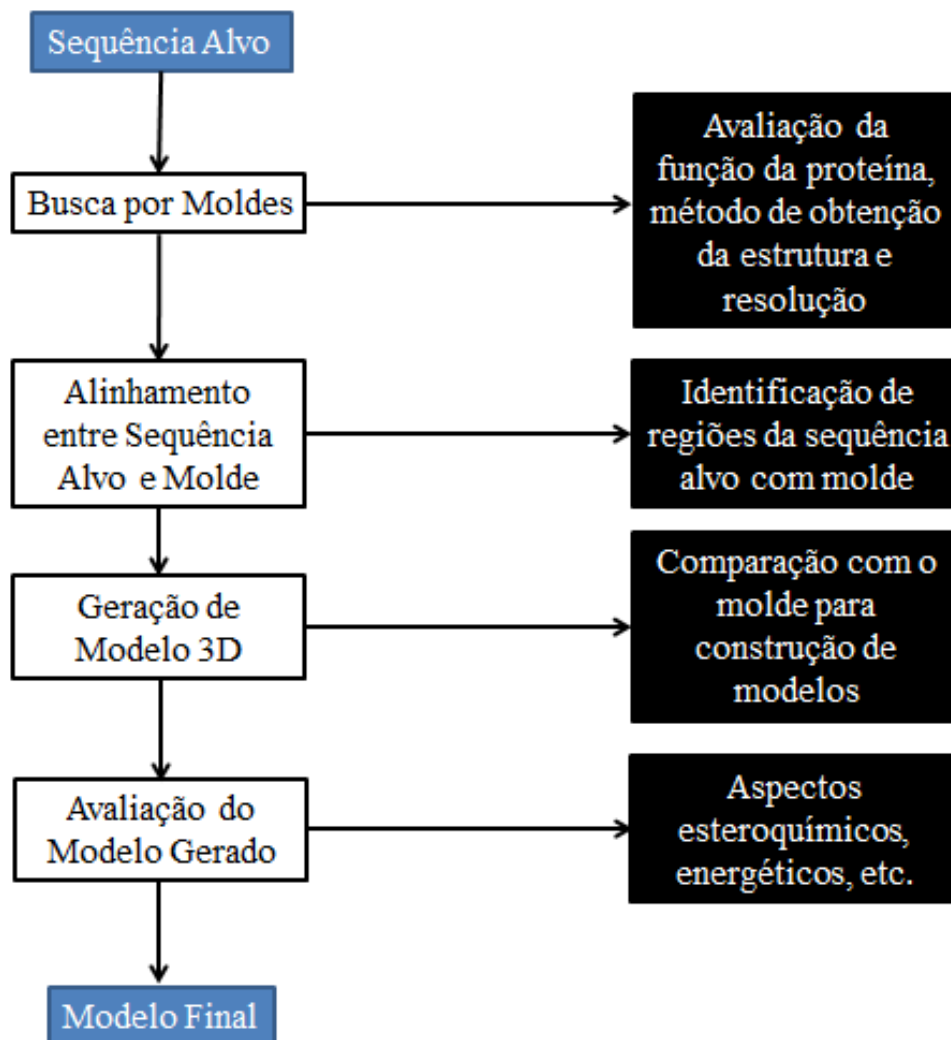 Sequência Alvo
Busca por Moldes
Avaliação da
função da proteína,
método de obtenção
da estrutura e
resolução
Alinhamento
entre Sequência
Alvo e Molde
Identificação de
regiões da sequência
alvo com molde
Geração de
Modelo 3D
Comparação com o
molde para
construção de
modelos
Avaliação do
Modelo Gerado
Aspectos
esteroquímicos,
energéticos, etc.
Modelo Final